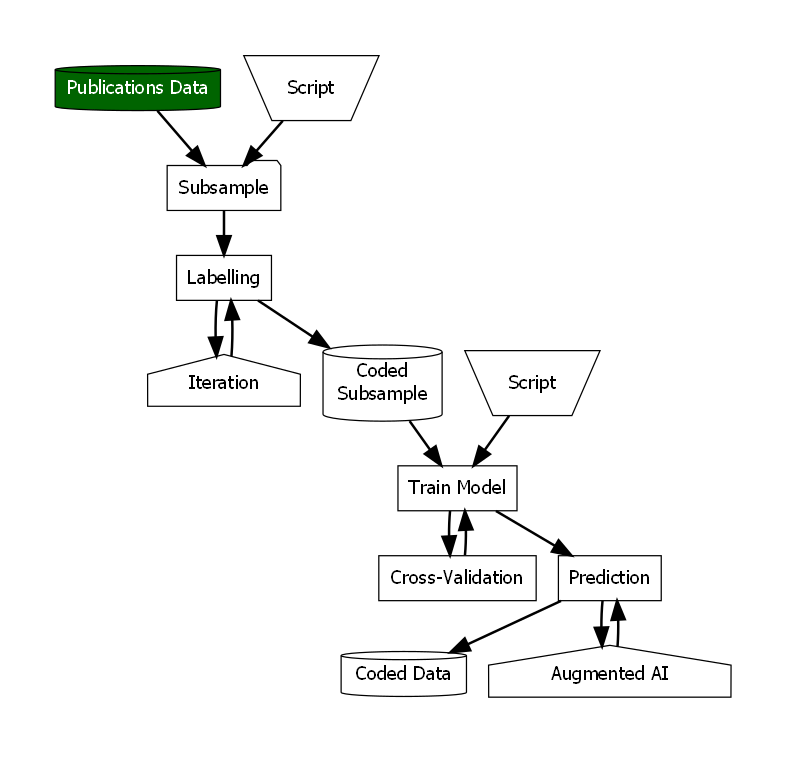 Publications Data
Script
Subsample
Labelling
Iteration
Coded
Subsample
Script
Train Model
Cross-Validation
Prediction
Coded Data
Augmented AI